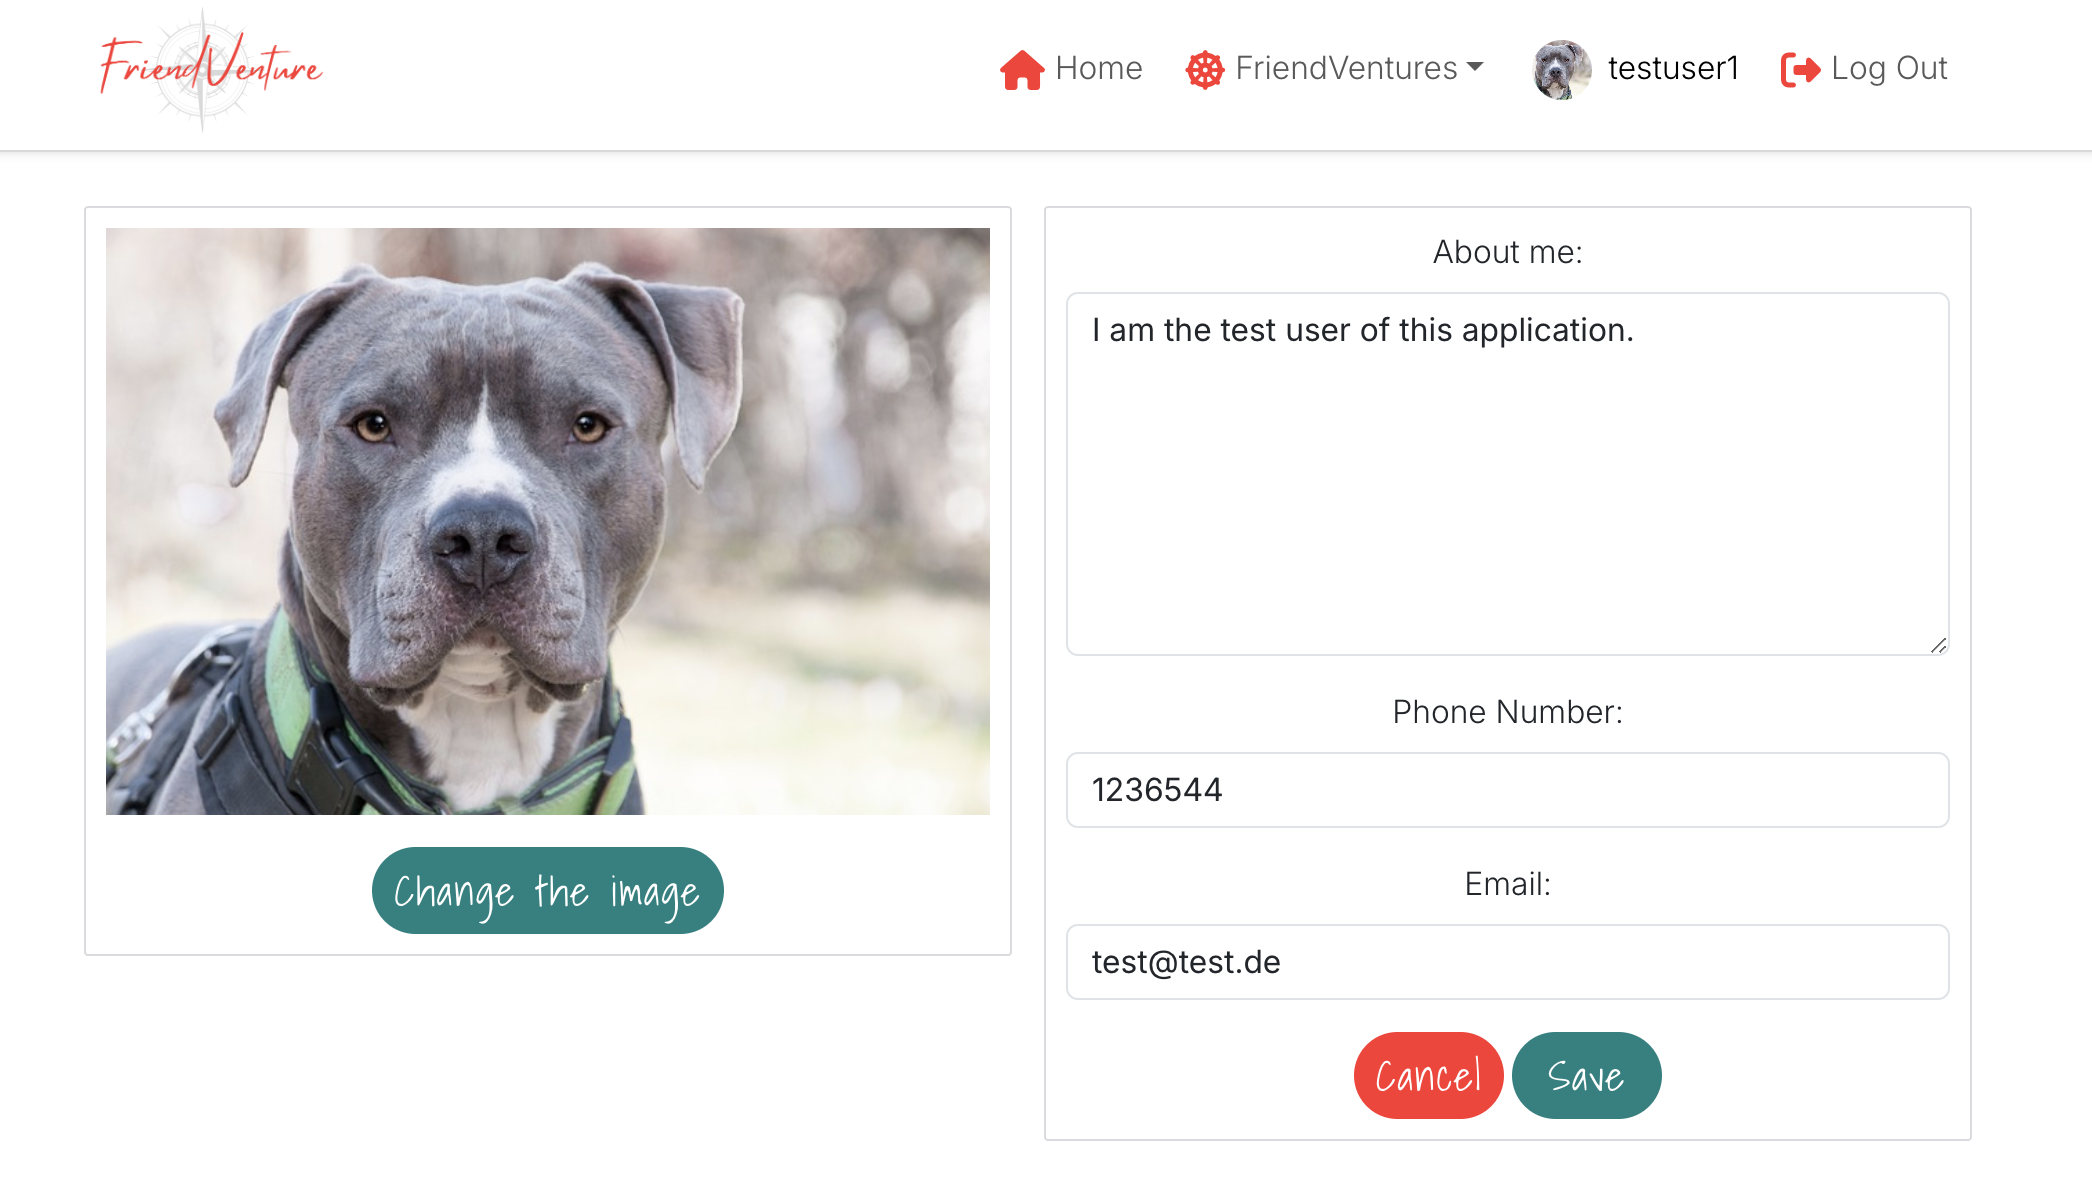 FriendVenture
Home
FriendVentures
testuser1
Log Out
Change the image
About me:
I am the test user of this application.
Phone Number:
1236544
Email:
test@test.de
Cancel
Save